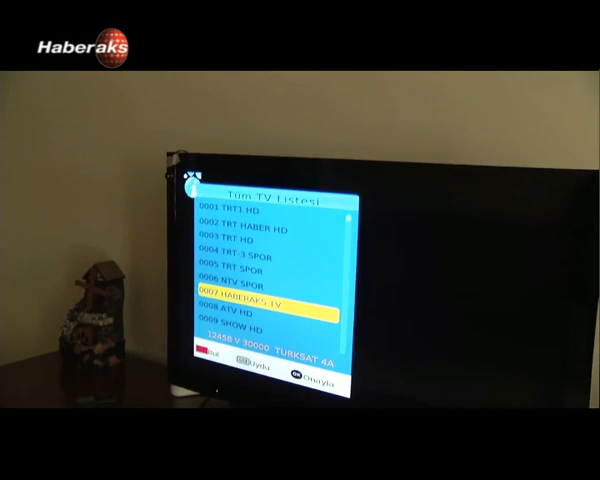 Haberaks
Tüm TV Listesi
0001 TRT1 HD
0002 TRT HABER HD
0003 TRT HD
0004 TRT-3 SPOR
0005 TRT SPOR
0006 NTV SPOR
0007 HABERAKS TV
0008 ATV HD
0009 SHOW HD
12458 V 30000 TURKSAT 4A
Bul Uydu OK Onayla